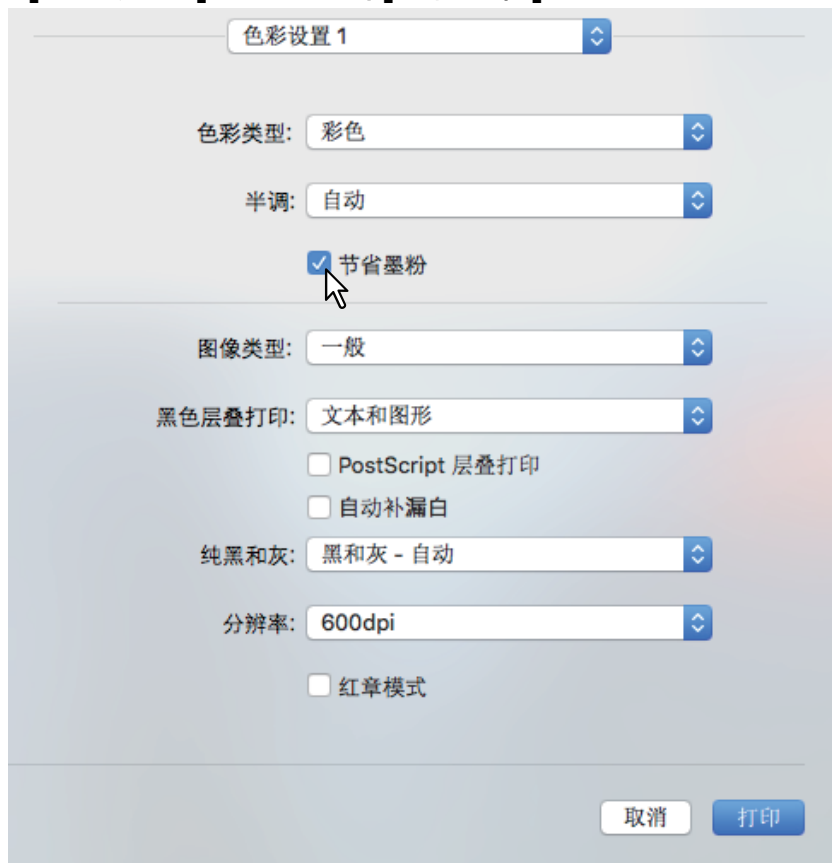 色彩设置 1
色彩类型: 彩色
半调: 自动
节省墨粉
图像类型: 一般
黑色层叠打印: 文本和图形
PostScript 层叠打印
自动补漏白
纯黑和灰: 黑和灰 - 自动
分辨率: 600dpi
红章模式
取消 打印